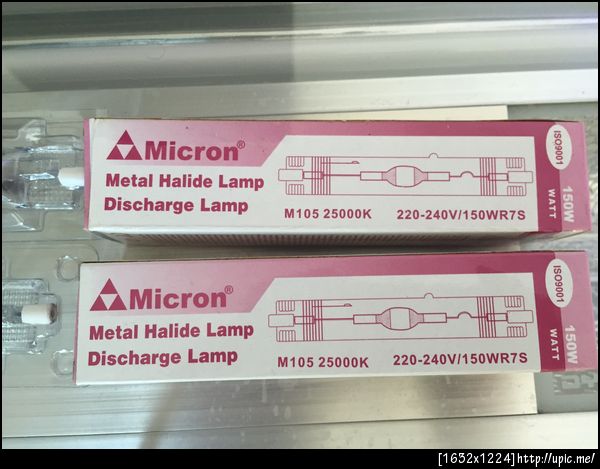 Micron®
Metal Halide Lamp
Discharge Lamp
M105 25000K 220-240V/150WR7S
ISO9001
150W
WATT
Micron®
Metal Halide Lamp
Discharge Lamp
M105 25000K 220-240V/150WR7S
ISO9001
150W
WATT
[1632x1224]http://upic.me/